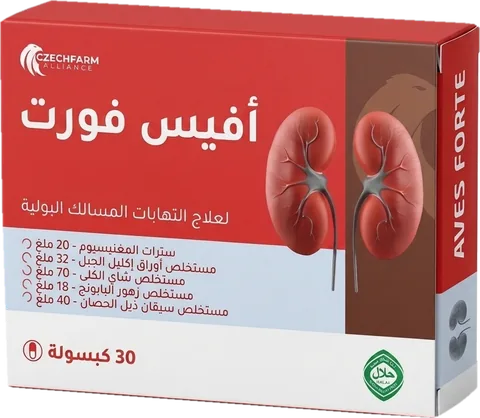 CZECHFARM
ALLIANCE
أفيس فورت
لعلاج التهابات المسالك البولية
سترات المغنيسيوم - 20 ملغ
مستخلص أوراق إكليل الجبل - 32 ملغ
مستخلص شاي الكلى - 70 ملغ
مستخلص زهور البابونج - 18 ملغ
مستخلص سيقان ذيل الحصان - 40 ملغ
30 كبسولة
حلال
HALAL
AVES FORTE